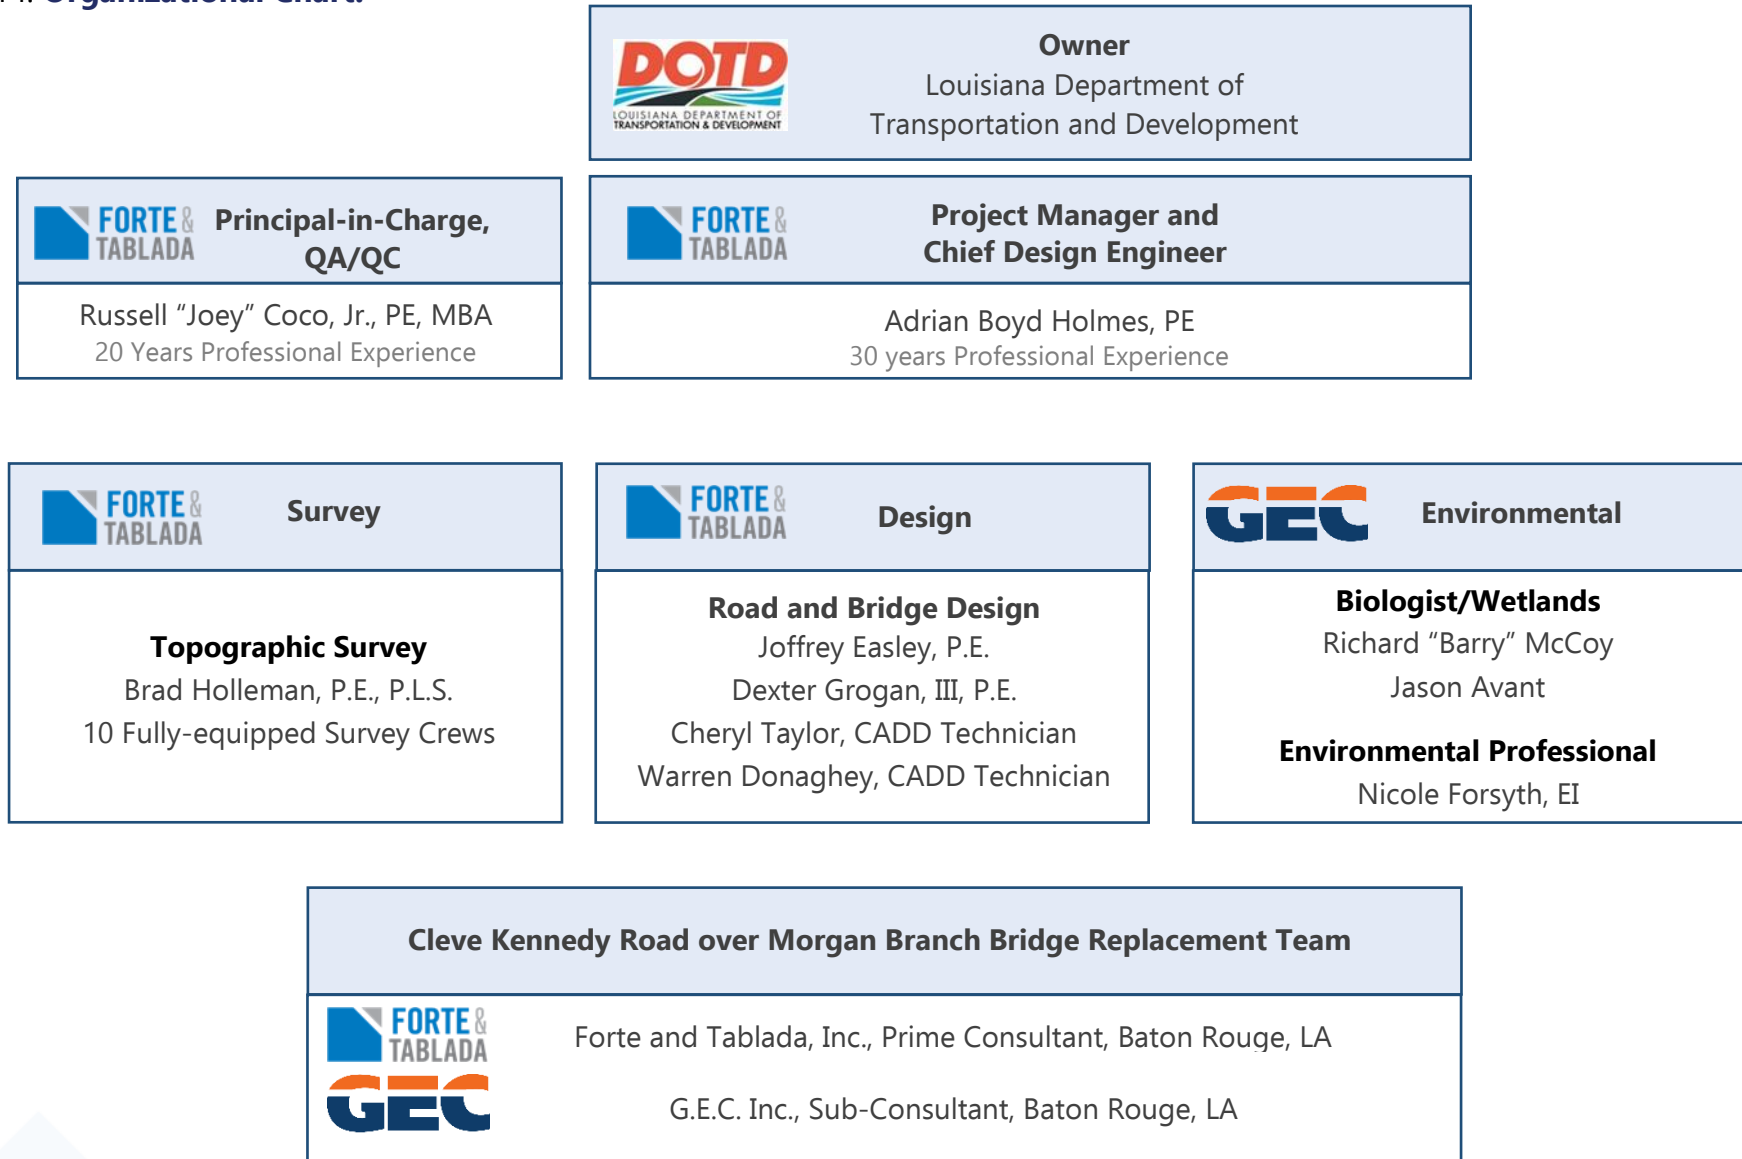 Organizational Chart:
DOTD
LOUISIANA DEPARTMENT OF
TRANSPORTATION & DEVELOPMENT
Owner
Louisiana Department of
Transportation and Development
FORTE &
TABLADA
Principal-in-Charge,
QA/QC
Russell “Joey” Coco, Jr., PE, MBA
20 Years Professional Experience
FORTE &
TABLADA
Project Manager and
Chief Design Engineer
Adrian Boyd Holmes, PE
30 years Professional Experience
FORTE &
TABLADA
Survey
Topographic Survey
Brad Holleman, P.E., P.L.S.
10 Fully-equipped Survey Crews
FORTE &
TABLADA
Design
Road and Bridge Design
Joffrey Easley, P.E.
Dexter Grogan, III, P.E.
Cheryl Taylor, CADD Technician
Warren Donaghey, CADD Technician
GEC
Environmental
Biologist/Wetlands
Richard “Barry” McCoy
Jason Avant
Environmental Professional
Nicole Forsyth, EI
Cleve Kennedy Road over Morgan Branch Bridge Replacement Team
FORTE &
TABLADA
Forte and Tablada, Inc., Prime Consultant, Baton Rouge, LA
GEC
G.E.C. Inc., Sub-Consultant, Baton Rouge, LA